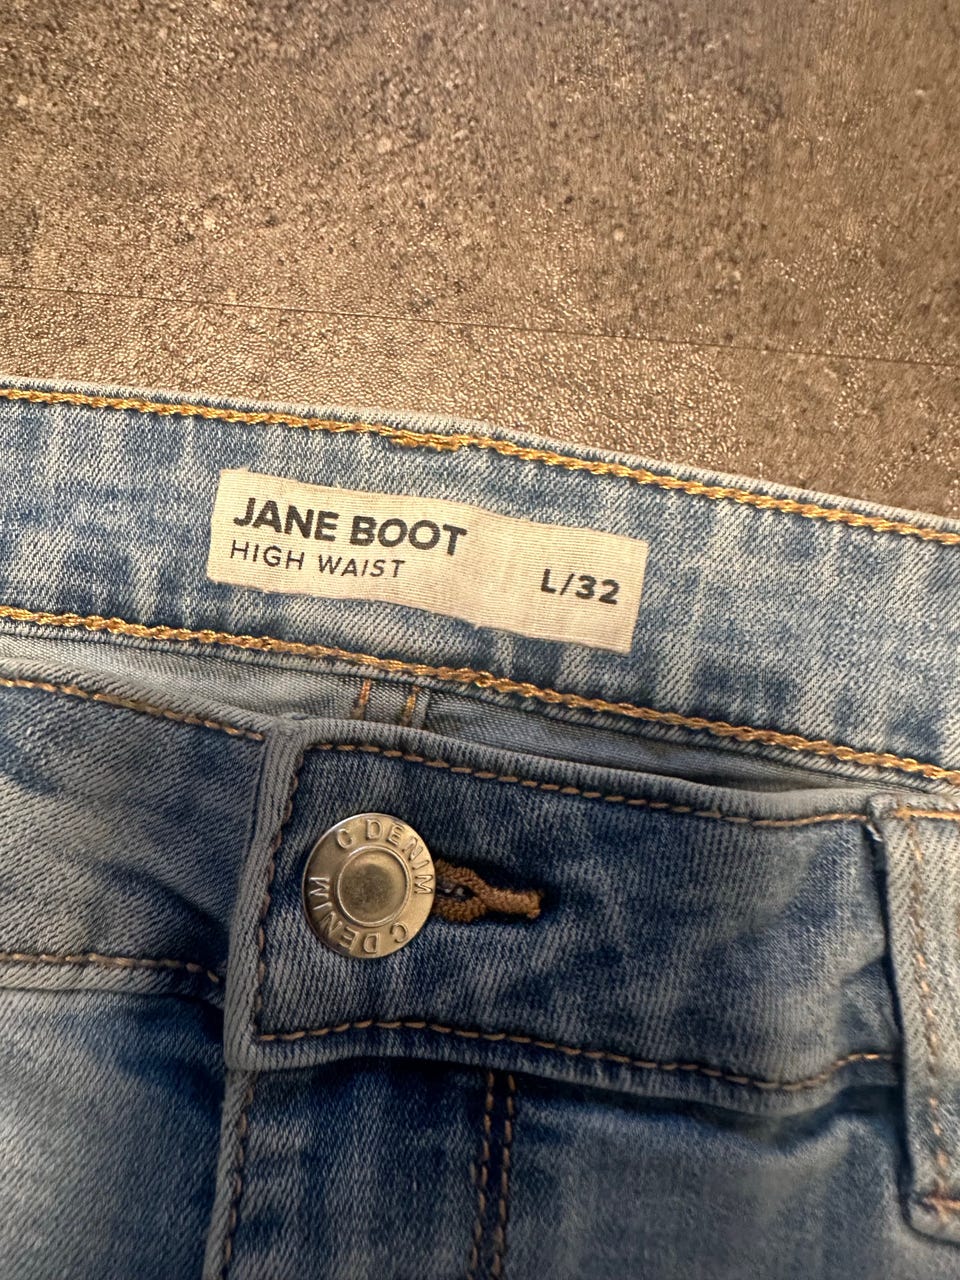 JANE BOOT
HIGH WAIST
L/32
C DENIM
C DENIM